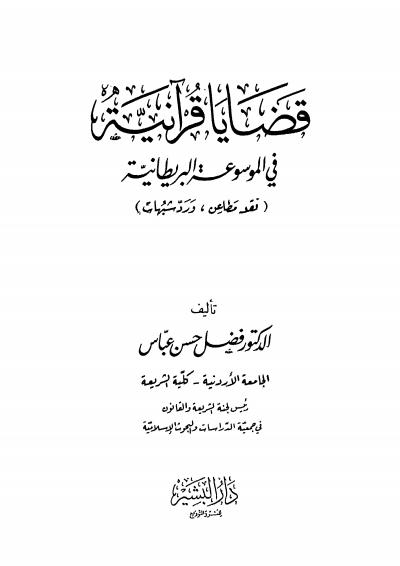 قضايا قرآنية
في الموسوعة البريطانية
( نقد مطاعن ، ورد شبهات )
تأليف
الدكتور فضل حسن عباس
الجامعة الأردنية - كلية الشريعة
رئيس لجنة الشريعة والقانون
في جمعية الدراسات والبحوث الإسلامية
دار البشير
للنشر والتوزيع